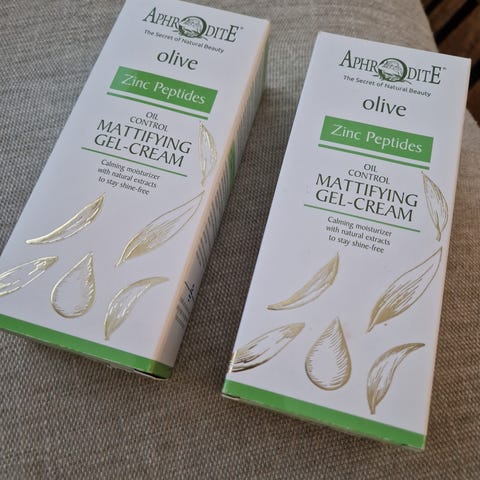 APHRODITE®
The Secret of Natural Beauty
olive
Zinc Peptides
OIL
CONTROL
MATTIFYING
GEL-CREAM
Calming moisturizer
with natural extracts
to stay shine-free
APHRODITE®
The Secret of Natural Beauty
olive
Zinc Peptides
OIL
CONTROL
MATTIFYING
GEL-CREAM
Calming moisturizer
with natural extracts
to stay shine-free